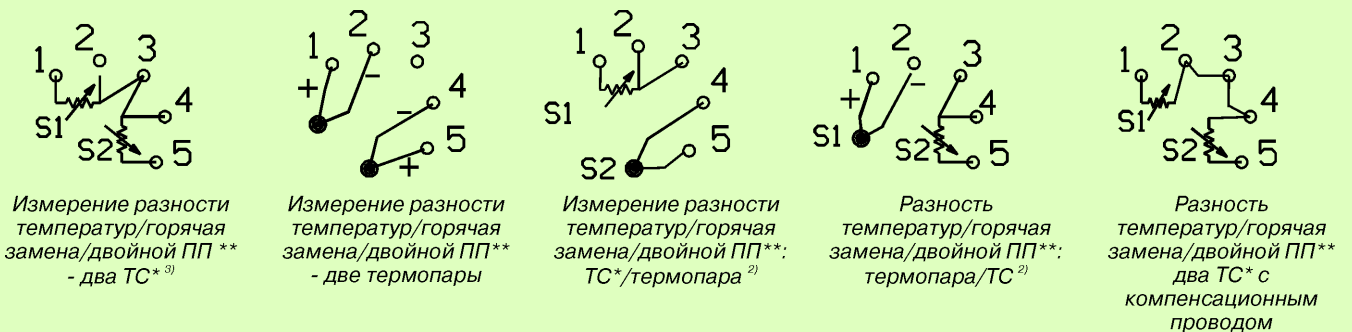 1 2 3 4 5 S1 S2
1 2 3 4 5 + − − +
1 2 3 4 5 S1 S2
1 2 3 4 5 + − S1 S2
1 2 3 4 5 S1 S2
Измерение разности
температур/горячая
замена/двойной ПП **
- два ТС* 3)
Измерение разности
температур/горячая
замена/двойной ПП**
- две термопары
Измерение разности
температур/горячая
замена/двойной ПП**:
ТС*/термопара 2)
Разность
температур/горячая
замена/двойной ПП**:
термопара/ТС 2)
Разность
температур/горячая
замена/двойной ПП**
два ТС* с
компенсационным
проводом